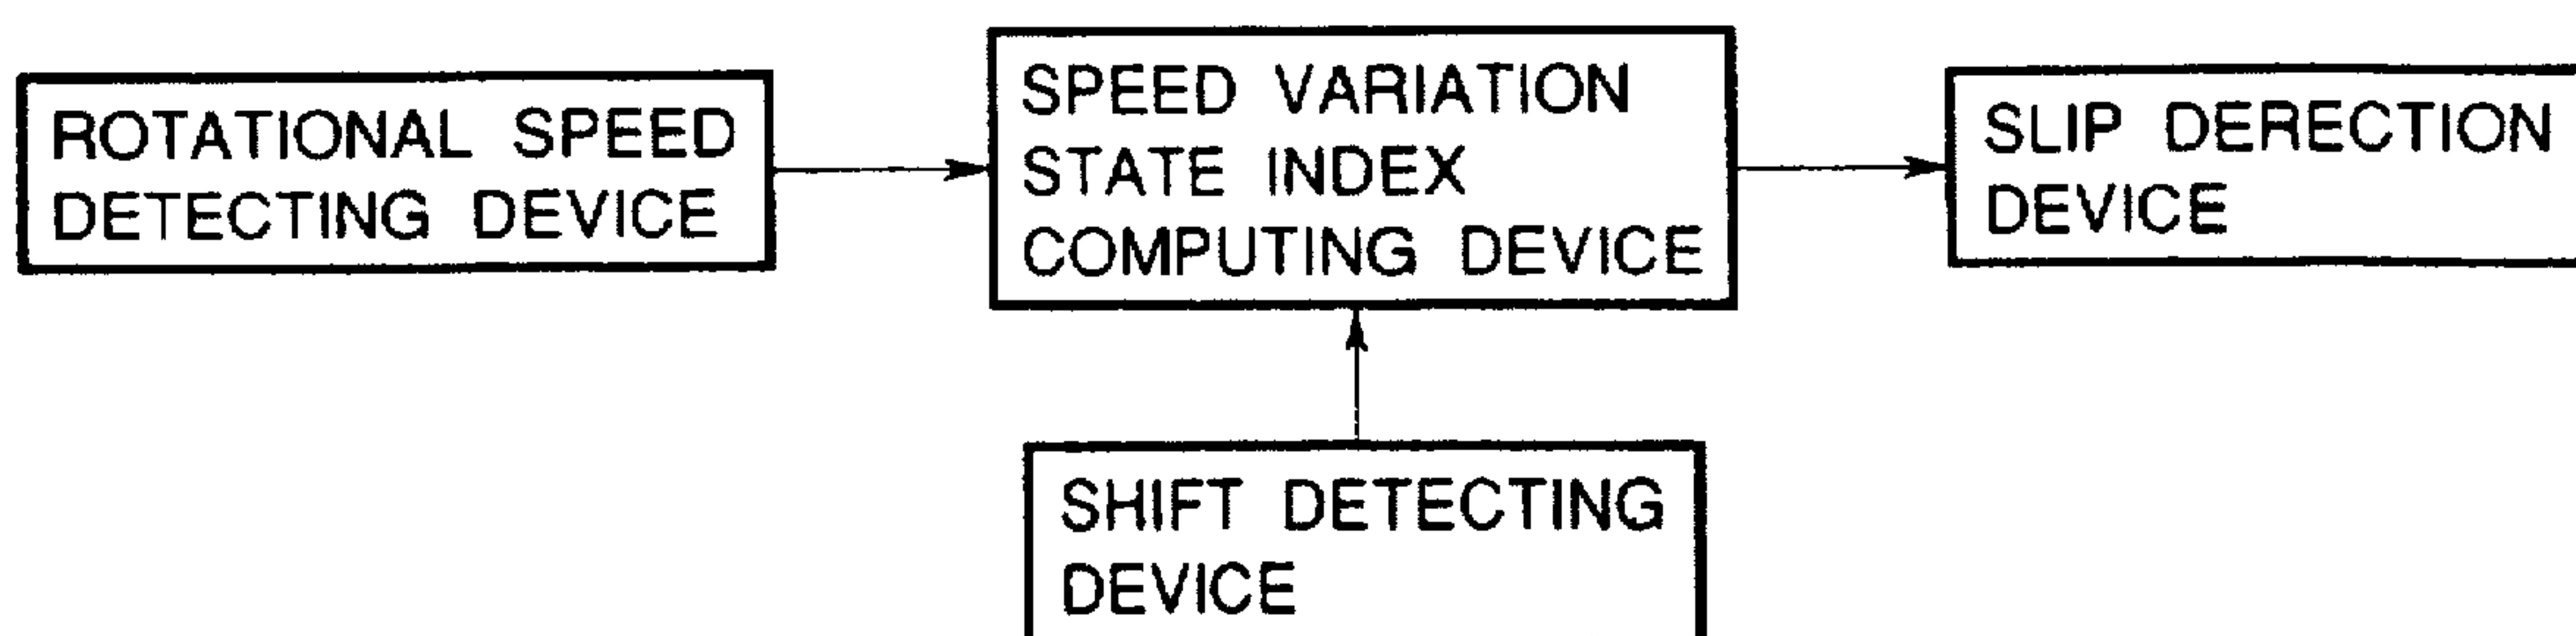 ROTATIONAL SPEED
DETECTING DEVICE
SPEED VARIATION
STATE INDEX
COMPUTING DEVICE
SLIP DERECTION
DEVICE
SHIFT DETECTING
DEVICE